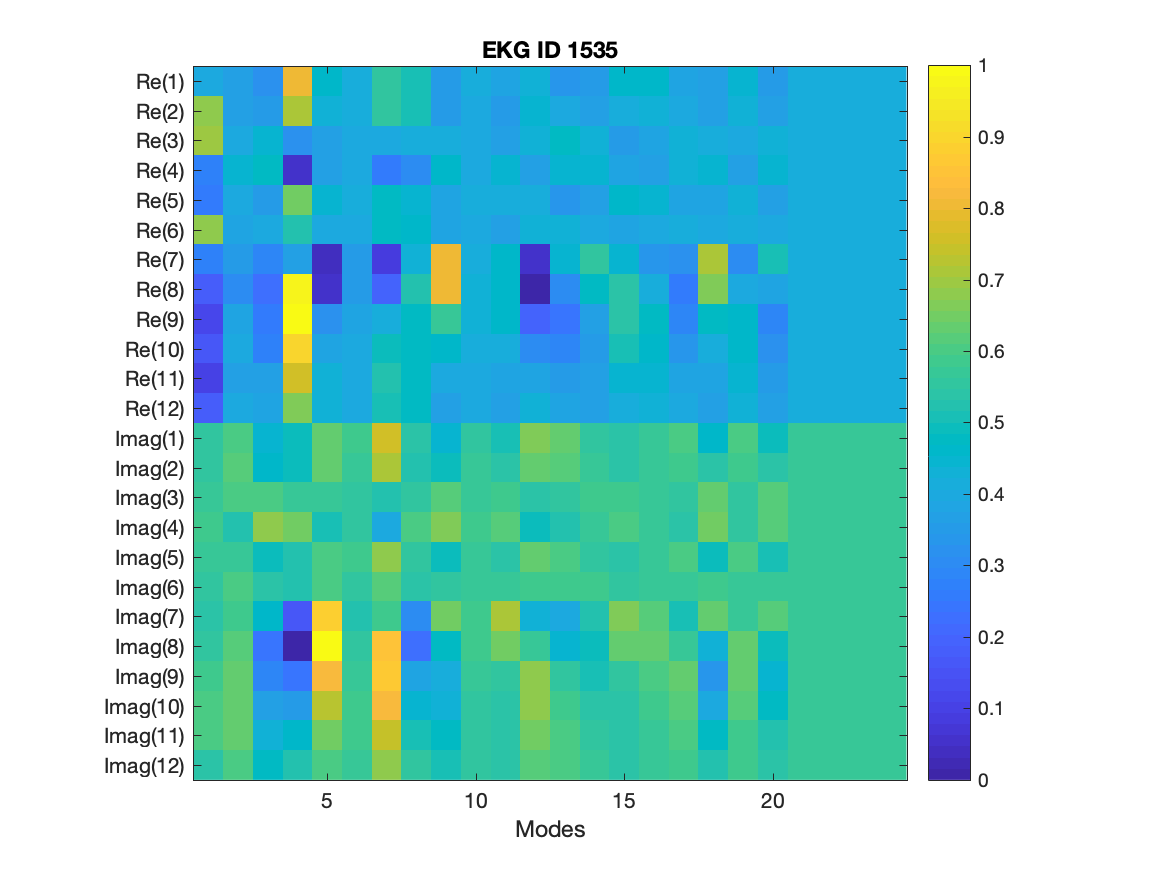 EKG ID 1535
Re(1)
Re(2)
Re(3)
Re(4)
Re(5)
Re(6)
Re(7)
Re(8)
Re(9)
Re(10)
Re(11)
Re(12)
Imag(1)
Imag(2)
Imag(3)
Imag(4)
Imag(5)
Imag(6)
Imag(7)
Imag(8)
Imag(9)
Imag(10)
Imag(11)
Imag(12)
5 10 15 20
Modes
1
0.9
0.8
0.7
0.6
0.5
0.4
0.3
0.2
0.1
0